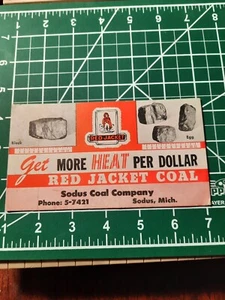 Block
RED JACKET
Egg
Get MORE HEAT PER DOLLAR
RED JACKET COAL
Sodus Coal Company
Phone: 5-7421 Sodus, Mich.